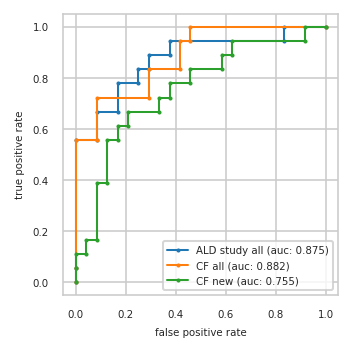 1.0
0.8
0.6
0.4
0.2
0.0
true positive rate
ALD study all (auc: 0.875)
CF all (auc: 0.882)
CF new (auc: 0.755)
0.0 0.2 0.4 0.6 0.8 1.0
false positive rate